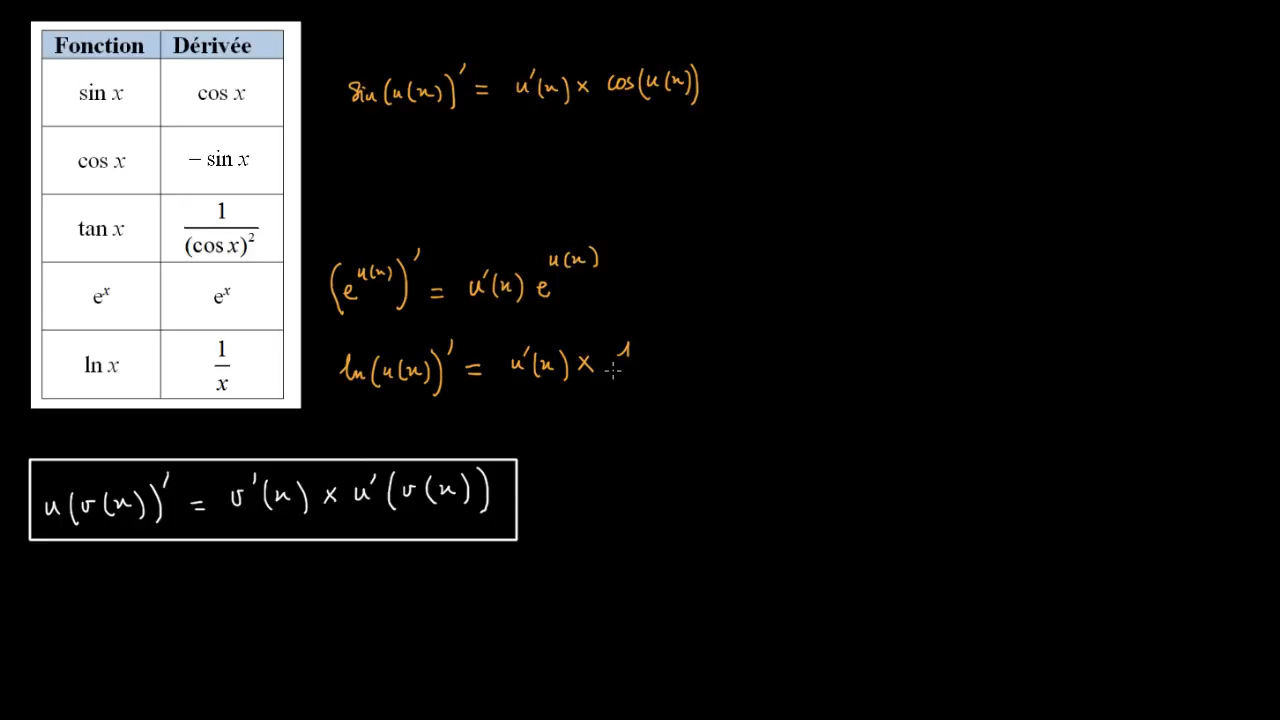 Fonction Dérivée
sin x cos x
cos x − sin x
tan x 1/(cos x)²
eˣ eˣ
ln x 1/x
sin(u(x))' = u'(x) × cos(u(x))
(e^{u(x)})' = u'(x) e^{u(x)}
ln(u(x))' = u'(x) × 1
u(v(x))' = v'(x) × u'(v(x))